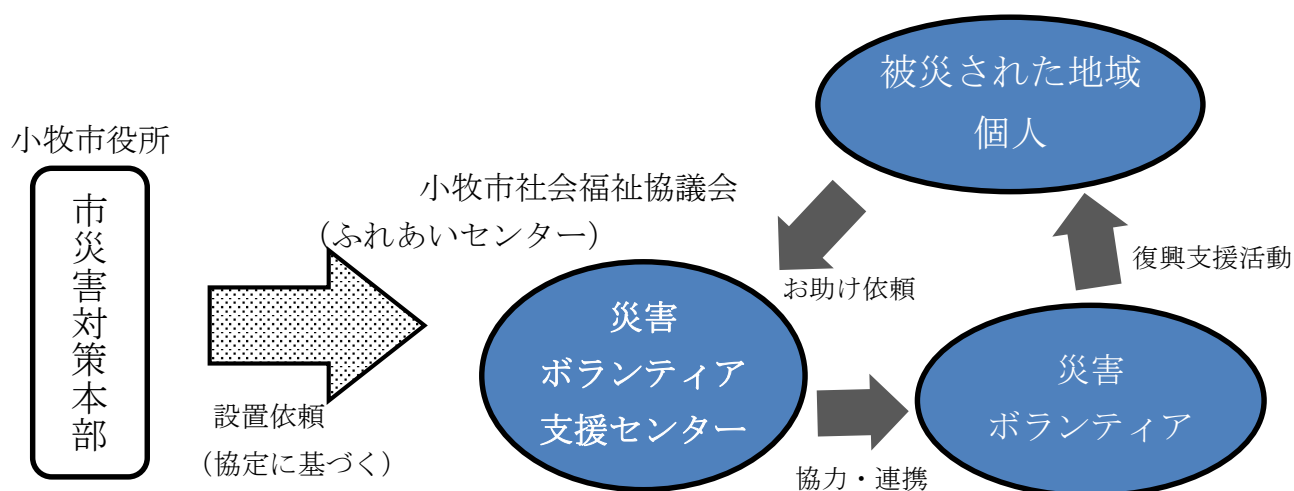 小牧市役所
市災害対策本部
設置依頼
（協定に基づく）
小牧市社会福祉協議会
（ふれあいセンター）
災害
ボランティア
支援センター
お助け依頼
被災された地域
個人
復興支援活動
災害
ボランティア
協力・連携